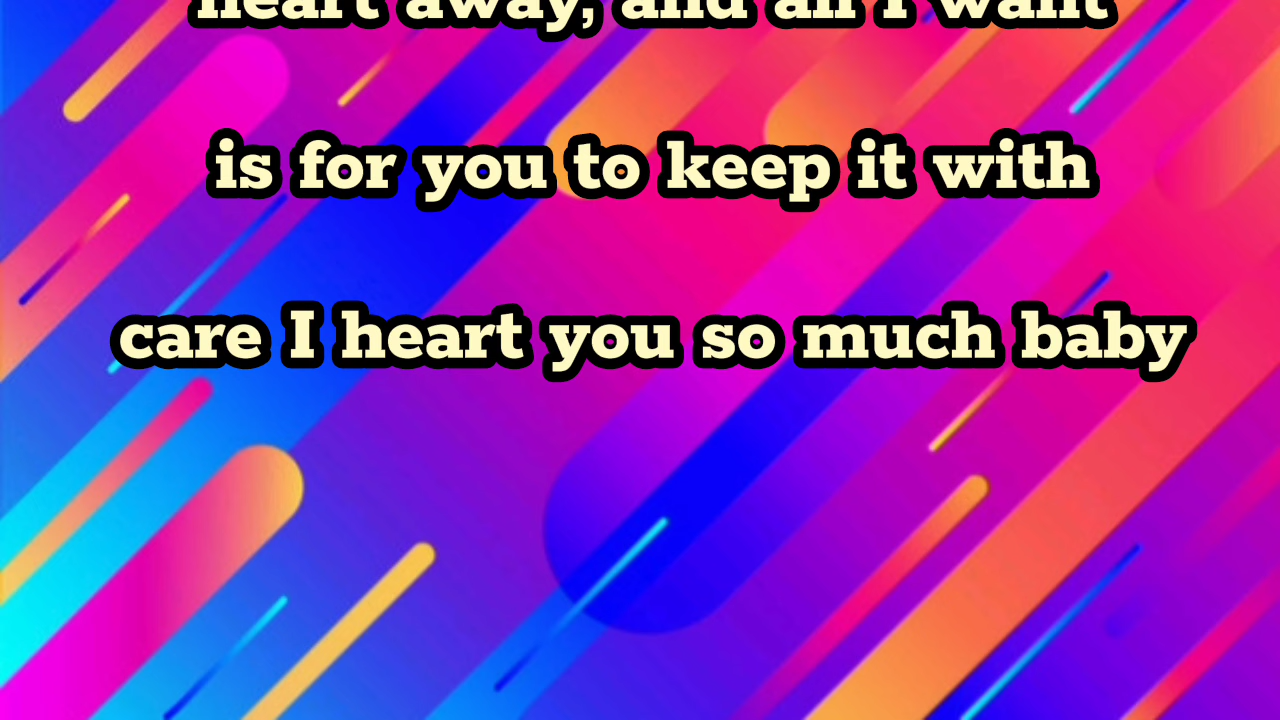 heart away, and all I want
is for you to keep it with
care I heart you so much baby